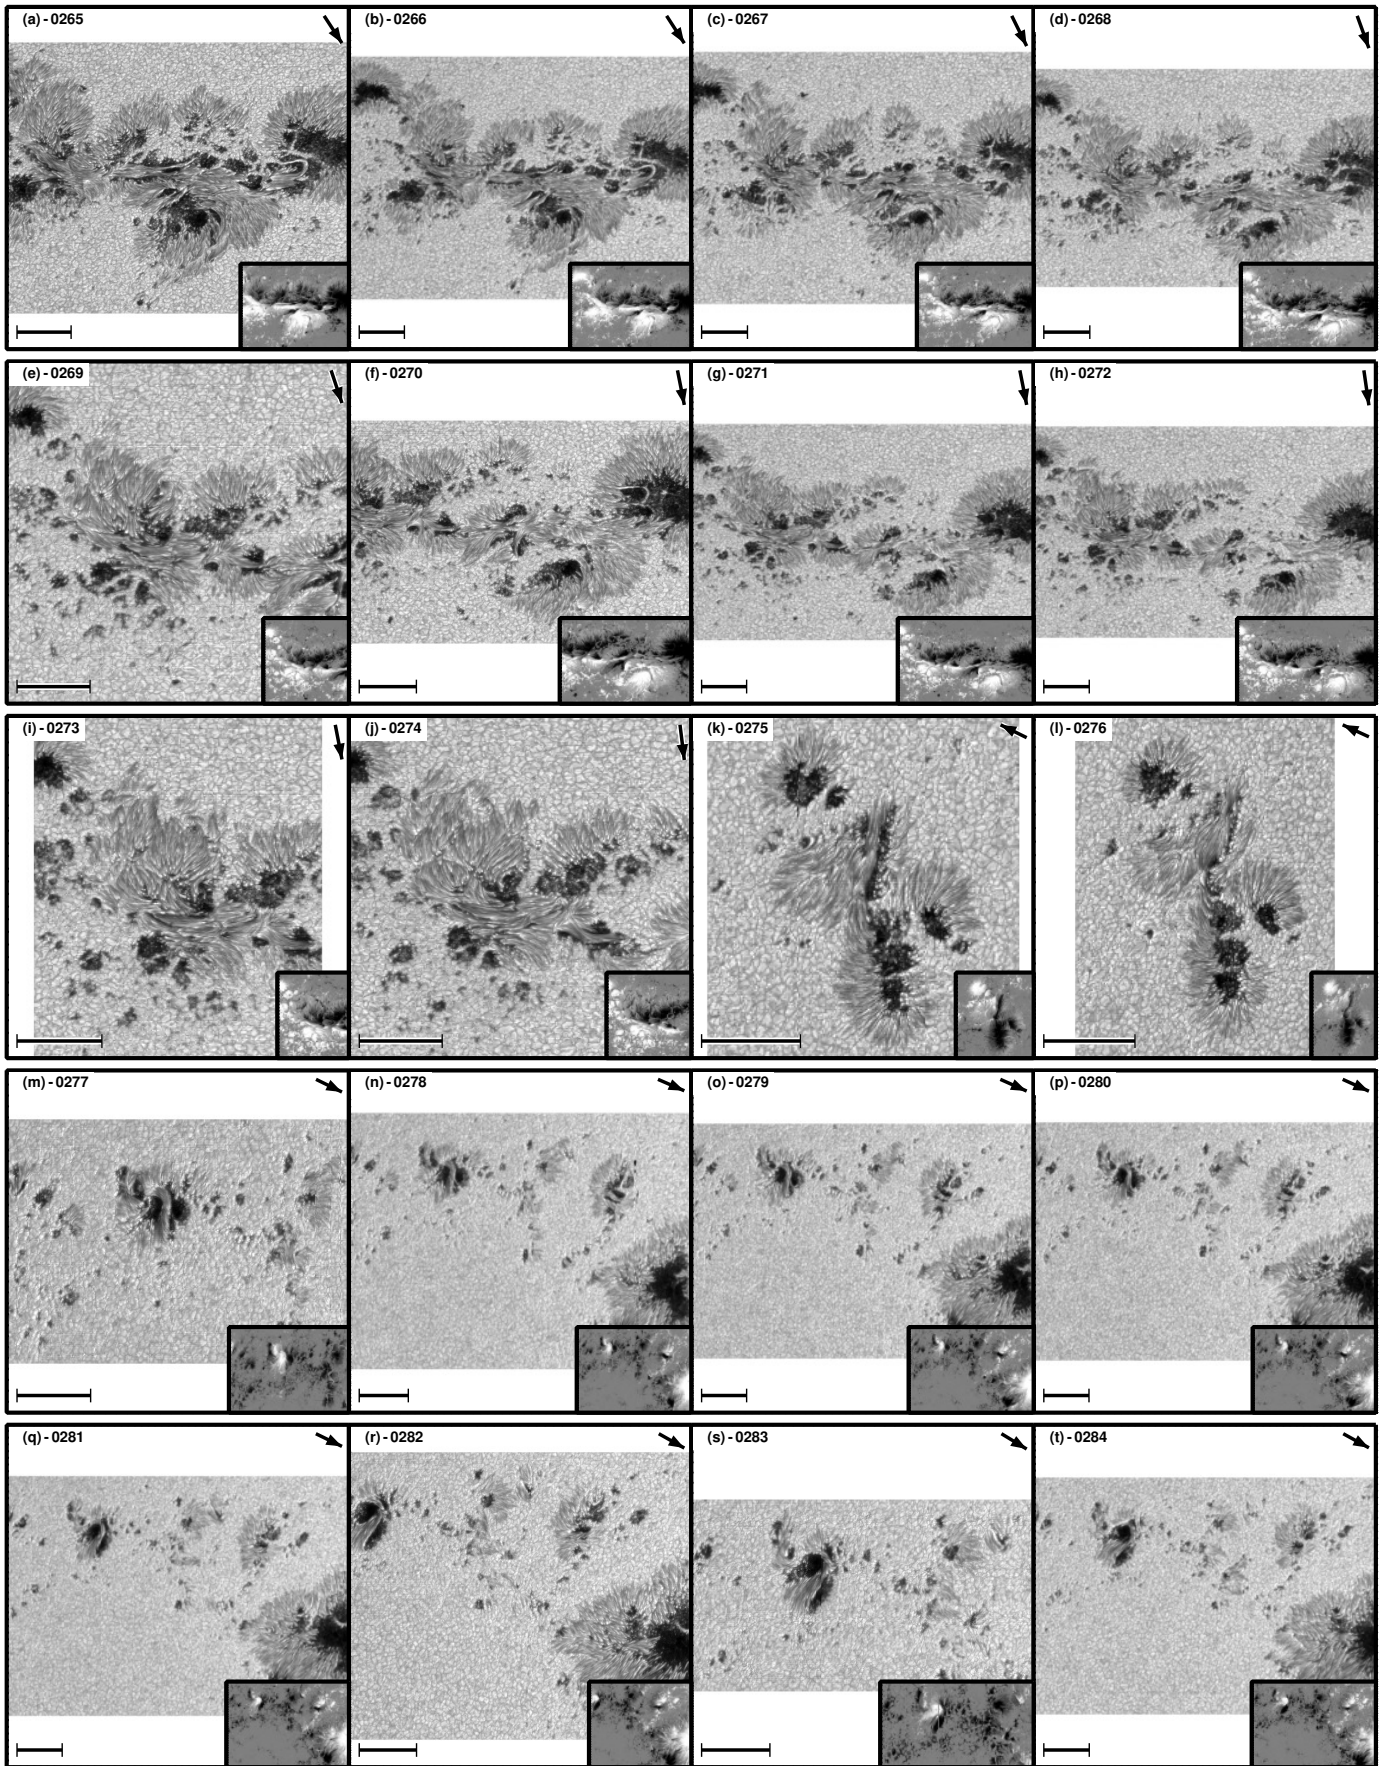 (a) - 0265
(b) - 0266
(c) - 0267
(d) - 0268
(e) - 0269
(f) - 0270
(g) - 0271
(h) - 0272
(i) - 0273
(j) - 0274
(k) - 0275
(l) - 0276
(m) - 0277
(n) - 0278
(o) - 0279
(p) - 0280
(q) - 0281
(r) - 0282
(s) - 0283
(t) - 0284